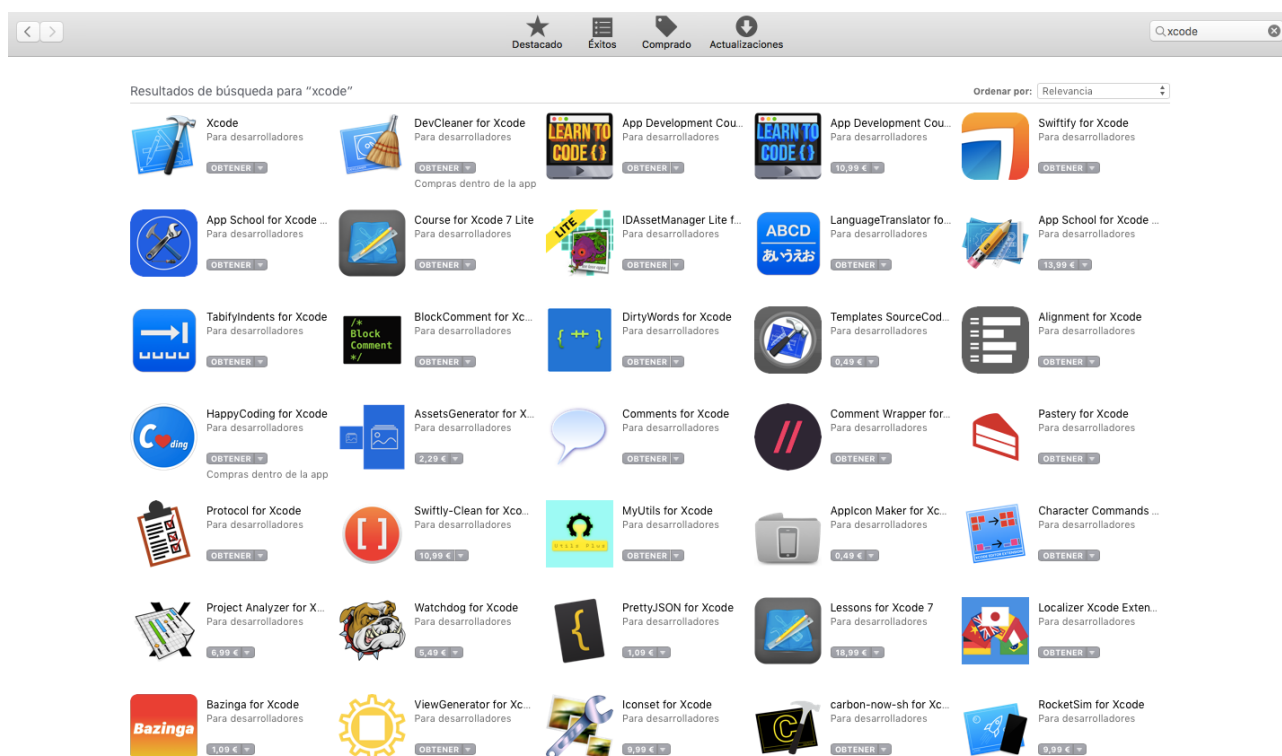 Destacado Éxitos Comprado Actualizaciones
xcode
Resultados de búsqueda para “xcode”
Ordenar por: Relevancia
Xcode
Para desarrolladores
OBTENER
DevCleaner for Xcode
Para desarrolladores
OBTENER
Compras dentro de la app
LEARN TO
CODE { }
App Development Cou...
Para desarrolladores
OBTENER
LEARN TO
CODE { }
App Development Cou...
Para desarrolladores
10,99 €
Swiftify for Xcode
Para desarrolladores
OBTENER
App School for Xcode ...
Para desarrolladores
OBTENER
Course for Xcode 7 Lite
Para desarrolladores
OBTENER
LITE
IDAssetManager Lite f...
Para desarrolladores
OBTENER
ABCD
あいうえお
LanguageTranslator fo...
Para desarrolladores
OBTENER
App School for Xcode ...
Para desarrolladores
13,99 €
TabifyIndents for Xcode
Para desarrolladores
OBTENER
/*
Block
Comment
*/
BlockComment for Xc...
Para desarrolladores
OBTENER
{ ++ }
DirtyWords for Xcode
Para desarrolladores
OBTENER
Templates SourceCod...
Para desarrolladores
0,49 €
Alignment for Xcode
Para desarrolladores
OBTENER
C ding
HappyCoding for Xcode
Para desarrolladores
OBTENER
Compras dentro de la app
AssetsGenerator for X...
Para desarrolladores
2,29 €
Comments for Xcode
Para desarrolladores
OBTENER
//
Comment Wrapper for...
Para desarrolladores
OBTENER
Pastery for Xcode
Para desarrolladores
OBTENER
Protocol for Xcode
Para desarrolladores
OBTENER
[ ]
Swiftly-Clean for Xco...
Para desarrolladores
10,99 €
Utils Plus
MyUtils for Xcode
Para desarrolladores
OBTENER
AppIcon Maker for Xc...
Para desarrolladores
0,49 €
Character Commands ...
Para desarrolladores
OBTENER
Project Analyzer for X...
Para desarrolladores
6,99 €
Watchdog for Xcode
Para desarrolladores
5,49 €
{
PrettyJSON for Xcode
Para desarrolladores
1,09 €
Lessons for Xcode 7
Para desarrolladores
18,99 €
Localizer Xcode Exten...
Para desarrolladores
OBTENER
Bazinga
Bazinga for Xcode
Para desarrolladores
1,09 €
ViewGenerator for Xc...
Para desarrolladores
OBTENER
Iconset for Xcode
Para desarrolladores
9,99 €
C
carbon-now-sh for Xc...
Para desarrolladores
OBTENER
RocketSim for Xcode
Para desarrolladores
9,99 €